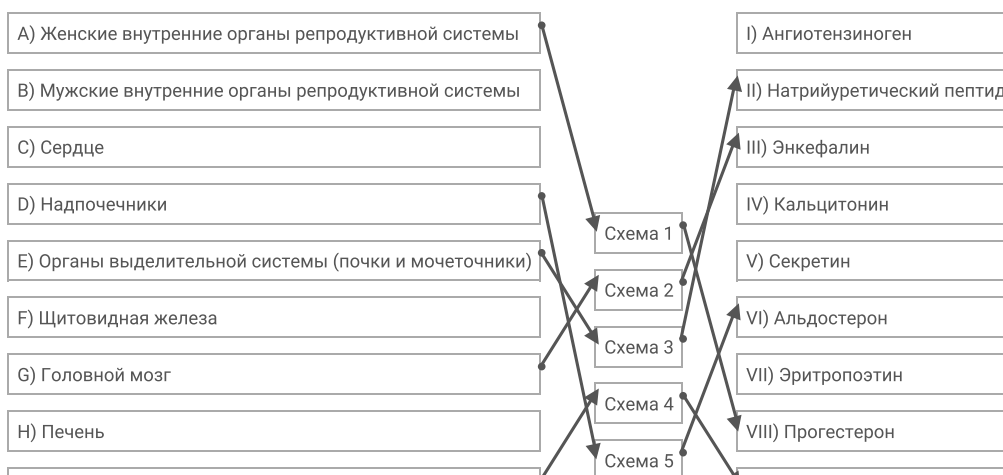 A) Женские внутренние органы репродуктивной системы
B) Мужские внутренние органы репродуктивной системы
C) Сердце
D) Надпочечники
E) Органы выделительной системы (почки и мочеточники)
F) Щитовидная железа
G) Головной мозг
H) Печень
Схема 1
Схема 2
Схема 3
Схема 4
Схема 5
I) Ангиотензиноген
II) Натрийуретический пептид
III) Энкефалин
IV) Кальцитонин
V) Секретин
VI) Альдостерон
VII) Эритропоэтин
VIII) Прогестерон